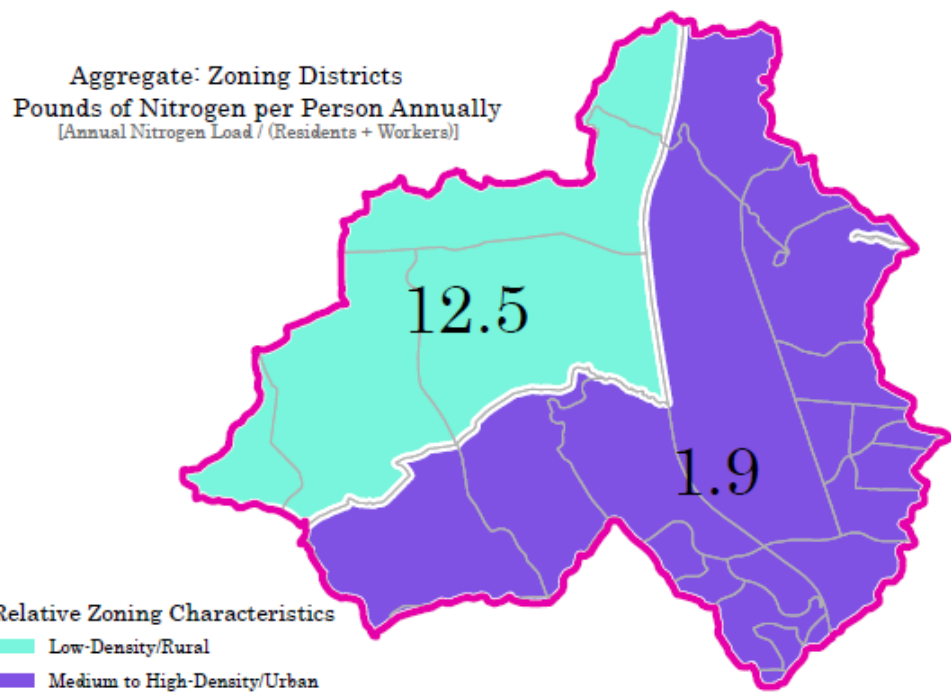 Aggregate: Zoning Districts
Pounds of Nitrogen per Person Annually
[Annual Nitrogen Load / (Residents + Workers)]
12.5
1.9
Relative Zoning Characteristics
Low-Density/Rural
Medium to High-Density/Urban